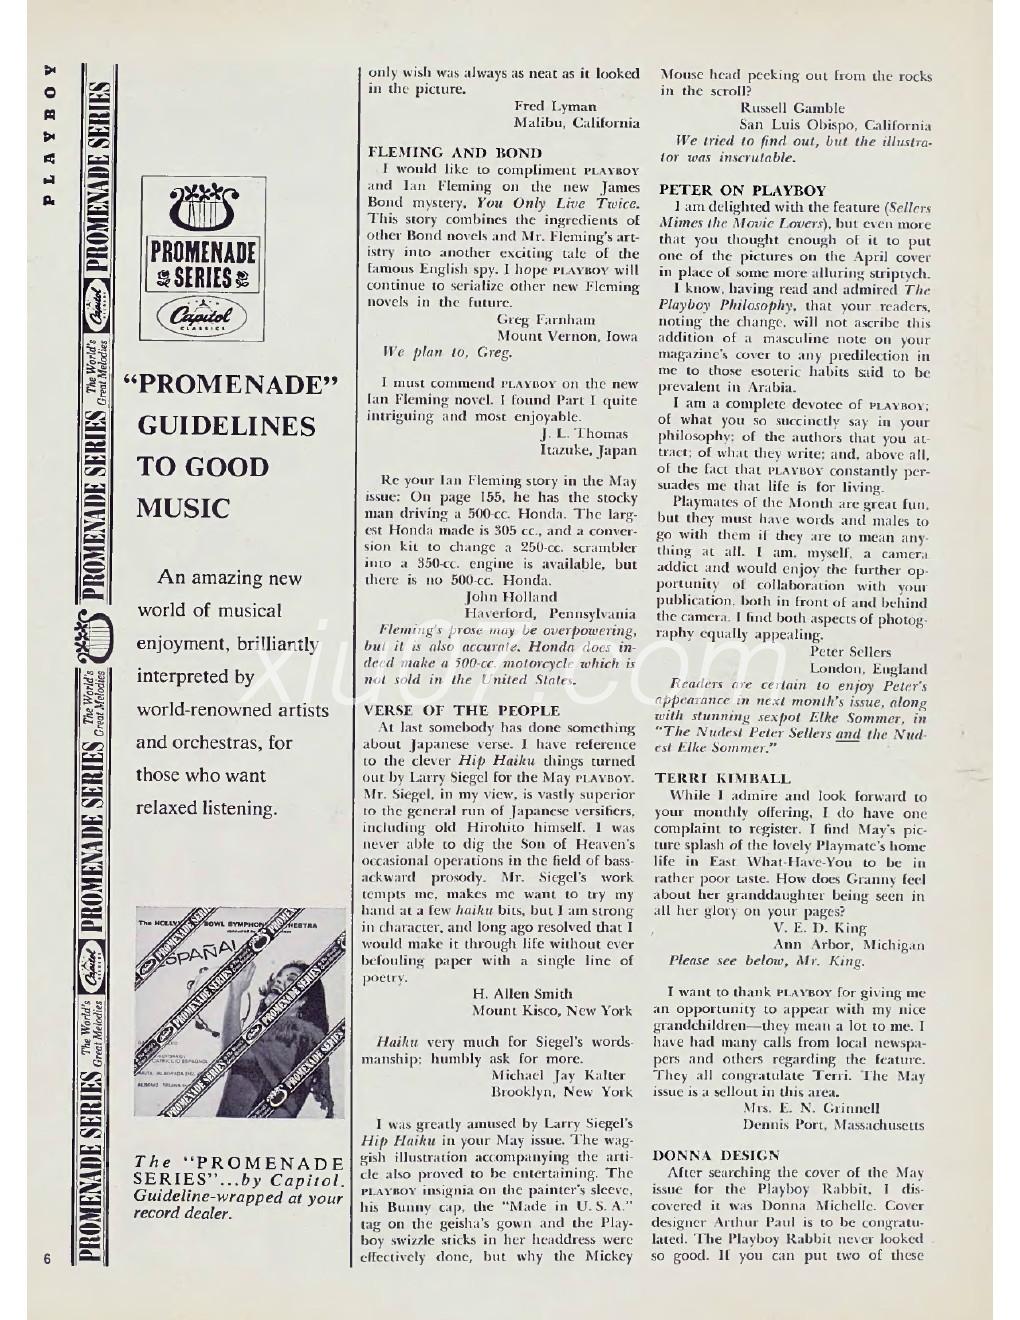 PLAYBOY
PROMENADE SERIES
The World's Great Melodies
Capitol
PROMENADE SERIES
The World's Great Melodies
PROMENADE SERIES
Capitol
The World's Great Melodies
PROMENADE SERIES
6
PROMENADE
SERIES
Capitol
CLASSICS
“PROMENADE”
GUIDELINES
TO GOOD
MUSIC
An amazing new
world of musical
enjoyment, brilliantly
interpreted by
world-renowned artists
and orchestras, for
those who want
relaxed listening.
ESPAÑA!
PROMENADE SERIES
The “PROMENADE
SERIES”...by Capitol.
Guideline-wrapped at your
record dealer.
only wish was always as neat as it looked
in the picture.
Fred Lyman
Malibu, California
FLEMING AND BOND
I would like to compliment PLAYBOY
and Ian Fleming on the new James
Bond mystery, You Only Live Twice.
This story combines the ingredients of
other Bond novels and Mr. Fleming's art-
istry into another exciting tale of the
famous English spy. I hope PLAYBOY will
continue to serialize other new Fleming
novels in the future.
Greg Farnham
Mount Vernon, Iowa
We plan to, Greg.
I must commend PLAYBOY on the new
Ian Fleming novel. I found Part I quite
intriguing and most enjoyable.
J. L. Thomas
Itazuke, Japan
Re your Ian Fleming story in the May
issue: On page 155, he has the stocky
man driving a 500-cc. Honda. The larg-
est Honda made is 305 cc., and a conver-
sion kit to change a 250-cc. scrambler
into a 350-cc. engine is available, but
there is no 500-cc. Honda.
John Holland
Haverford, Pennsylvania
Fleming's prose may be overpowering,
but it is also accurate. Honda does in-
deed make a 500-cc. motorcycle which is
not sold in the United States.
VERSE OF THE PEOPLE
At last somebody has done something
about Japanese verse. I have reference
to the clever Hip Haiku things turned
out by Larry Siegel for the May PLAYBOY.
Mr. Siegel, in my view, is vastly superior
to the general run of Japanese versifiers,
including old Hirohito himself. I was
never able to dig the Son of Heaven's
occasional operations in the field of bass-
ackward prosody. Mr. Siegel's work
tempts me, makes me want to try my
hand at a few haiku bits, but I am strong
in character, and long ago resolved that I
would make it through life without ever
befouling paper with a single line of
poetry.
H. Allen Smith
Mount Kisco, New York
Haiku very much for Siegel's words-
manship; humbly ask for more.
Michael Jay Kalter
Brooklyn, New York
I was greatly amused by Larry Siegel's
Hip Haiku in your May issue. The wag-
gish illustration accompanying the arti-
cle also proved to be entertaining. The
PLAYBOY insignia on the painter's sleeve,
his Bunny cap, the “Made in U. S. A.”
tag on the geisha's gown and the Play-
boy swizzle sticks in her headdress were
effectively done, but why the Mickey
Mouse head peeking out from the rocks
in the scroll?
Russell Gamble
San Luis Obispo, California
We tried to find out, but the illustra-
tor was inscrutable.
PETER ON PLAYBOY
I am delighted with the feature (Sellers
Mimes the Movie Lovers), but even more
that you thought enough of it to put
one of the pictures on the April cover
in place of some more alluring striptych.
I know, having read and admired The
Playboy Philosophy, that your readers,
noting the change, will not ascribe this
addition of a masculine note on your
magazine's cover to any predilection in
me to those esoteric habits said to be
prevalent in Arabia.
I am a complete devotee of PLAYBOY;
of what you so succinctly say in your
philosophy; of the authors that you at-
tract; of what they write; and, above all,
of the fact that PLAYBOY constantly per-
suades me that life is for living.
Playmates of the Month are great fun,
but they must have words and males to
go with them if they are to mean any-
thing at all. I am, myself, a camera
addict and would enjoy the further op-
portunity of collaboration with your
publication, both in front of and behind
the camera. I find both aspects of photog-
raphy equally appealing.
Peter Sellers
London, England
Readers are certain to enjoy Peter's
appearance in next month's issue, along
with stunning sexpot Elke Sommer, in
“The Nudest Peter Sellers and the Nud-
est Elke Sommer.”
TERRI KIMBALL
While I admire and look forward to
your monthly offering, I do have one
complaint to register. I find May's pic-
ture splash of the lovely Playmate's home
life in East What-Have-You to be in
rather poor taste. How does Granny feel
about her granddaughter being seen in
all her glory on your pages?
V. E. D. King
Ann Arbor, Michigan
Please see below, Mr. King.
I want to thank PLAYBOY for giving me
an opportunity to appear with my nice
grandchildren—they mean a lot to me. I
have had many calls from local newspa-
pers and others regarding the feature.
They all congratulate Terri. The May
issue is a sellout in this area.
Mrs. E. N. Grinnell
Dennis Port, Massachusetts
DONNA DESIGN
After searching the cover of the May
issue for the Playboy Rabbit, I dis-
covered it was Donna Michelle. Cover
designer Arthur Paul is to be congratu-
lated. The Playboy Rabbit never looked
so good. If you can put two of these
xiu67.com